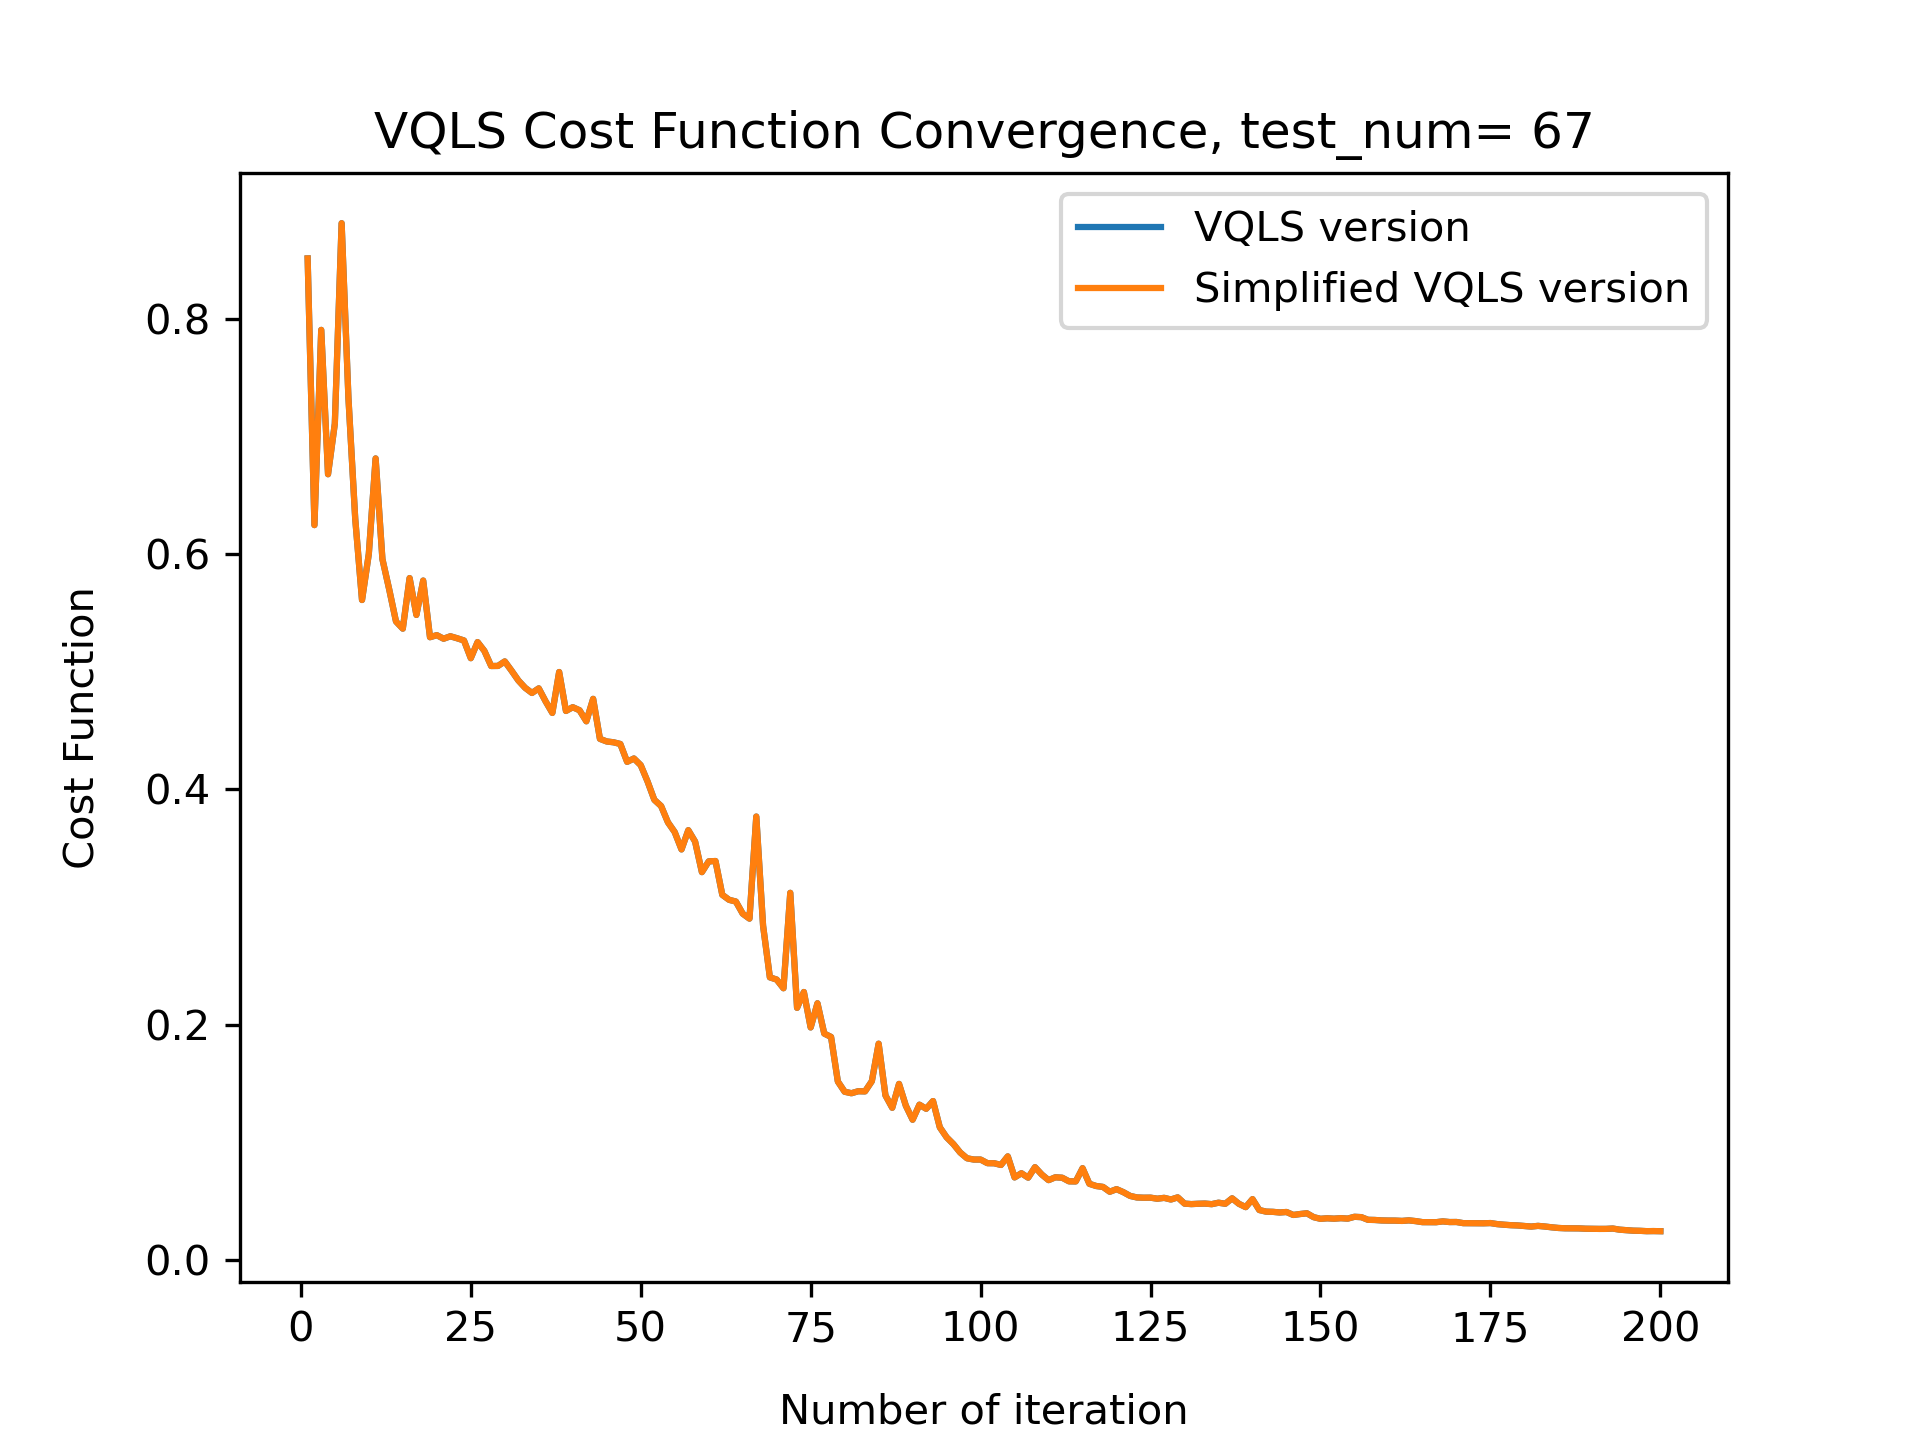 VQLS Cost Function Convergence, test_num= 67
VQLS version
Simplified VQLS version
Cost Function
0.8
0.6
0.4
0.2
0.0
0 25 50 75 100 125 150 175 200
Number of iteration